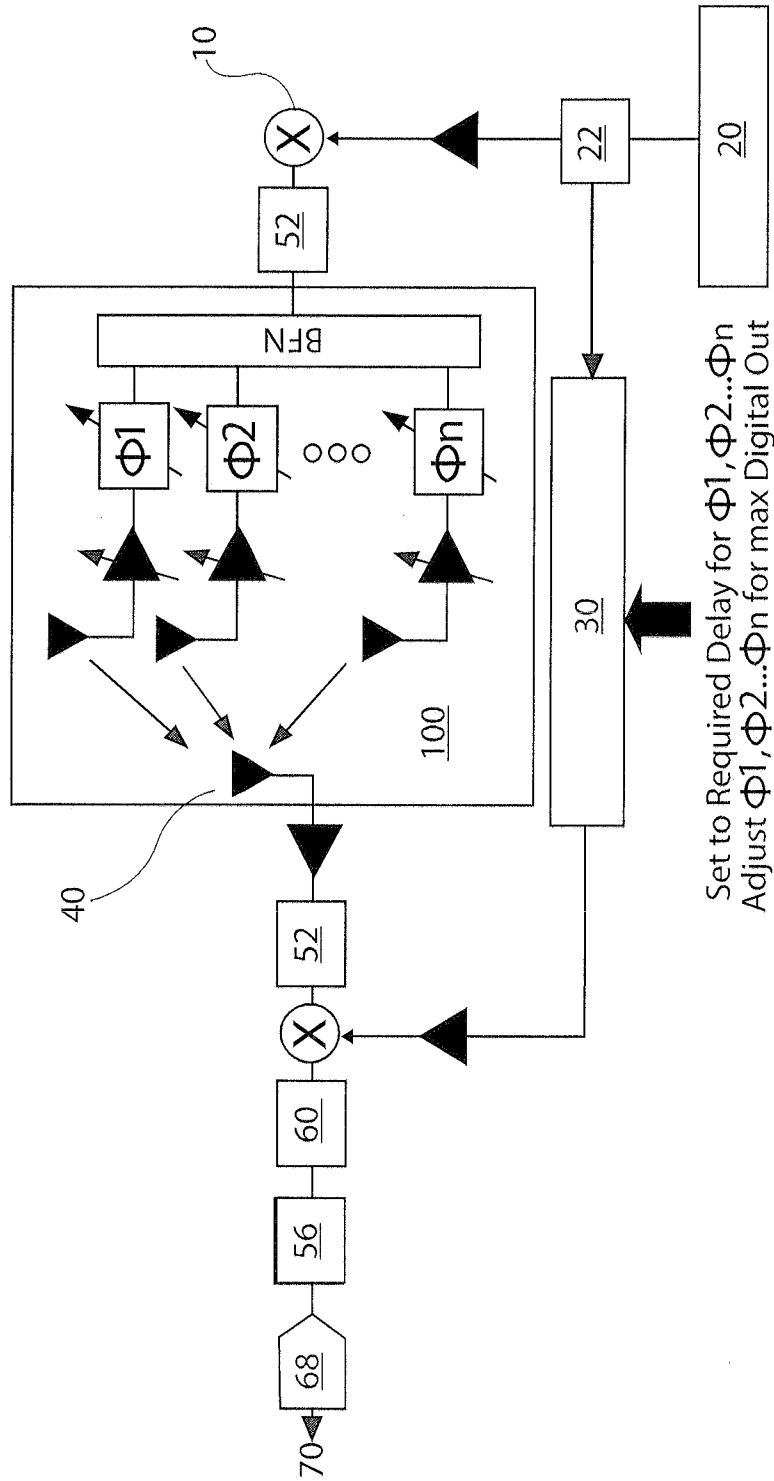 10
X
52
22
20
BFN
Φ1
Φ2
Φn
100
40
30
52
X
60
56
68
70
Set to Required Delay for Φ1, Φ2...Φn
Adjust Φ1, Φ2...Φn for max Digital Out